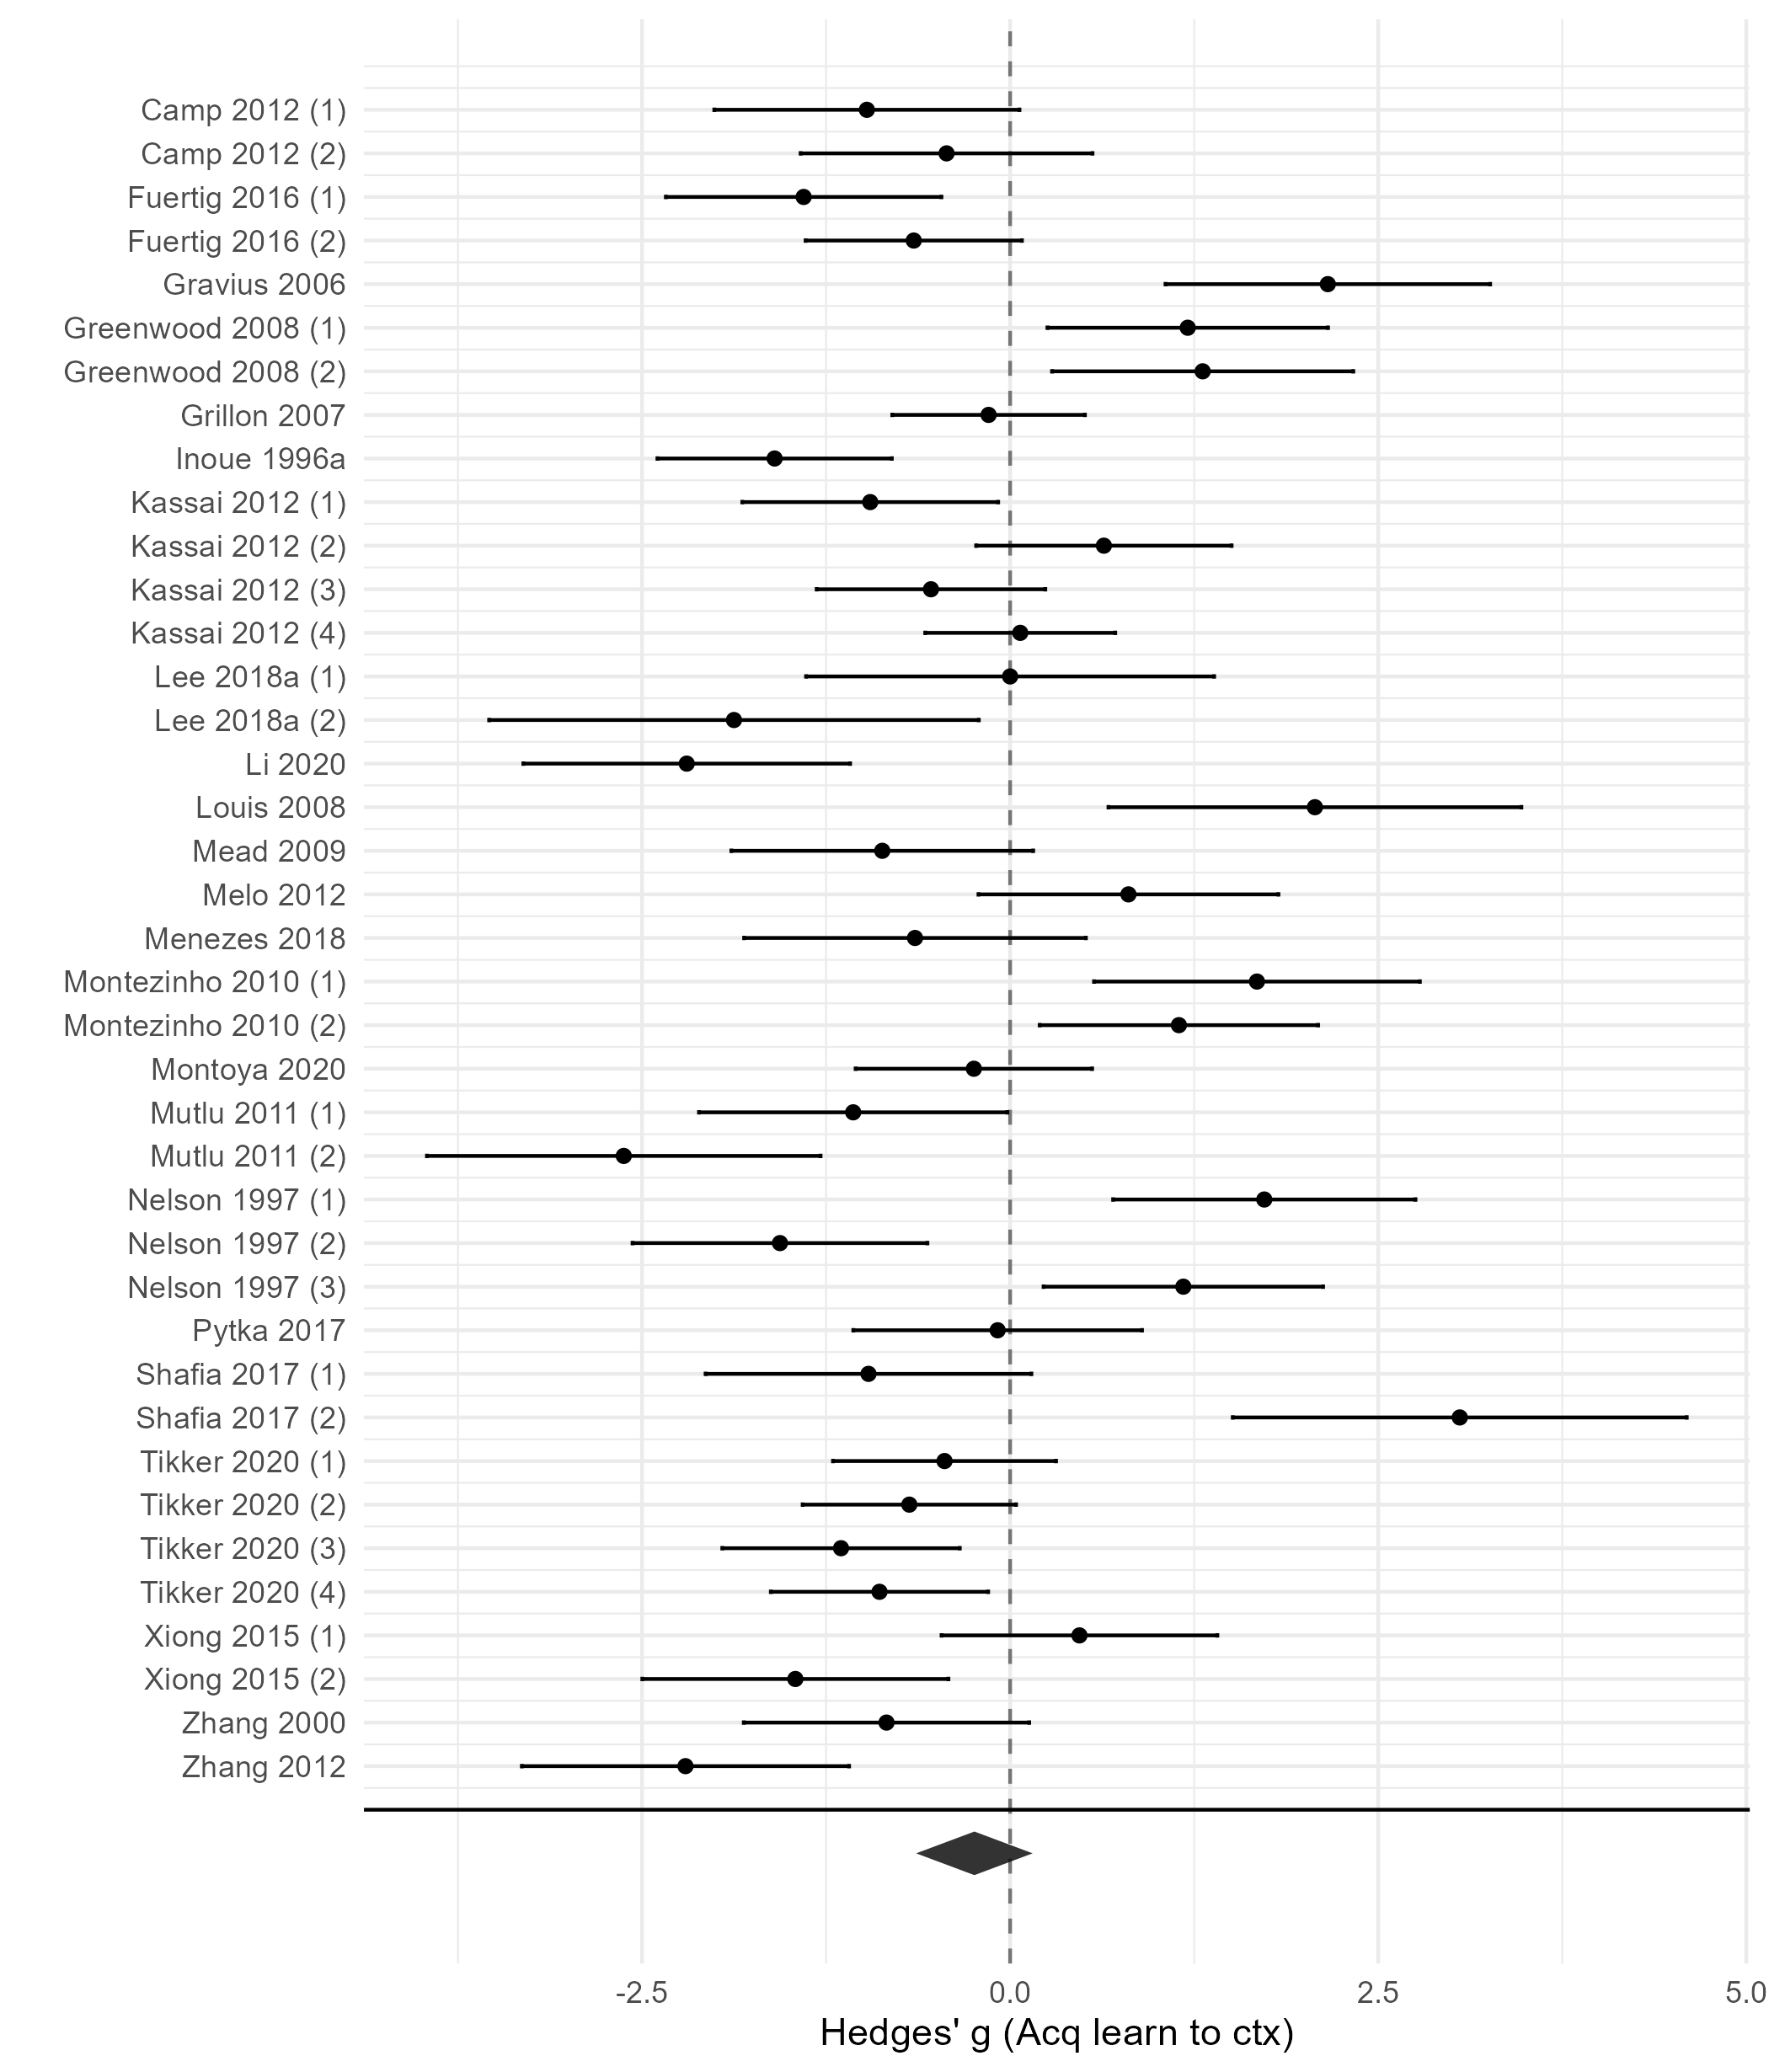 Camp 2012 (1)
Camp 2012 (2)
Fuertig 2016 (1)
Fuertig 2016 (2)
Gravius 2006
Greenwood 2008 (1)
Greenwood 2008 (2)
Grillon 2007
Inoue 1996a
Kassai 2012 (1)
Kassai 2012 (2)
Kassai 2012 (3)
Kassai 2012 (4)
Lee 2018a (1)
Lee 2018a (2)
Li 2020
Louis 2008
Mead 2009
Melo 2012
Menezes 2018
Montezinho 2010 (1)
Montezinho 2010 (2)
Montoya 2020
Mutlu 2011 (1)
Mutlu 2011 (2)
Nelson 1997 (1)
Nelson 1997 (2)
Nelson 1997 (3)
Pytka 2017
Shafia 2017 (1)
Shafia 2017 (2)
Tikker 2020 (1)
Tikker 2020 (2)
Tikker 2020 (3)
Tikker 2020 (4)
Xiong 2015 (1)
Xiong 2015 (2)
Zhang 2000
Zhang 2012
-2.5 0.0 2.5 5.0
Hedges' g (Acq learn to ctx)